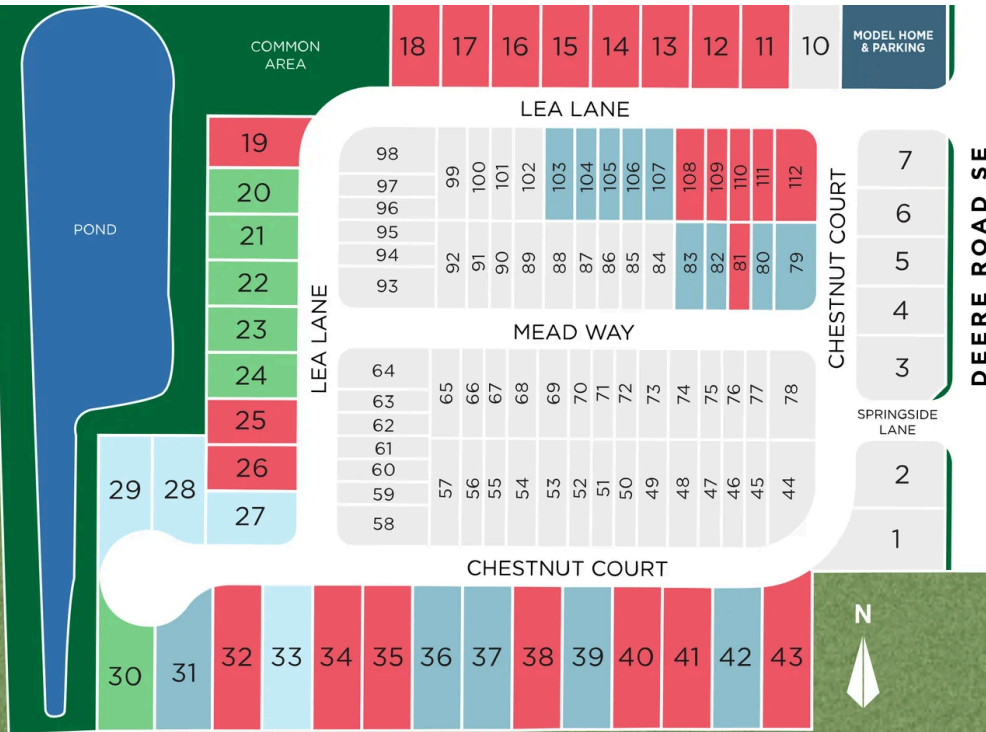 COMMON
AREA
18 17 16 15 14 13 12 11 10
MODEL HOME
& PARKING
LEA LANE
19
20
21
22
23
24
25
26
27
28
29
POND
LEA LANE
98
97
96
95
94
93
99 100 101 102 103 104 105 106 107 108 109 110 111 112
92 91 90 89 88 87 86 85 84 83 82 81 80 79
MEAD WAY
64
63
62
61
60
59
58
65 66 67 68 69 70 71 72 73 74 75 76 77 78
57 56 55 54 53 52 51 50 49 48 47 46 45 44
CHESTNUT COURT
7
6
5
4
3
SPRINGSIDE
LANE
2
1
DEERE ROAD SE
CHESTNUT COURT
30 31 32 33 34 35 36 37 38 39 40 41 42 43
N